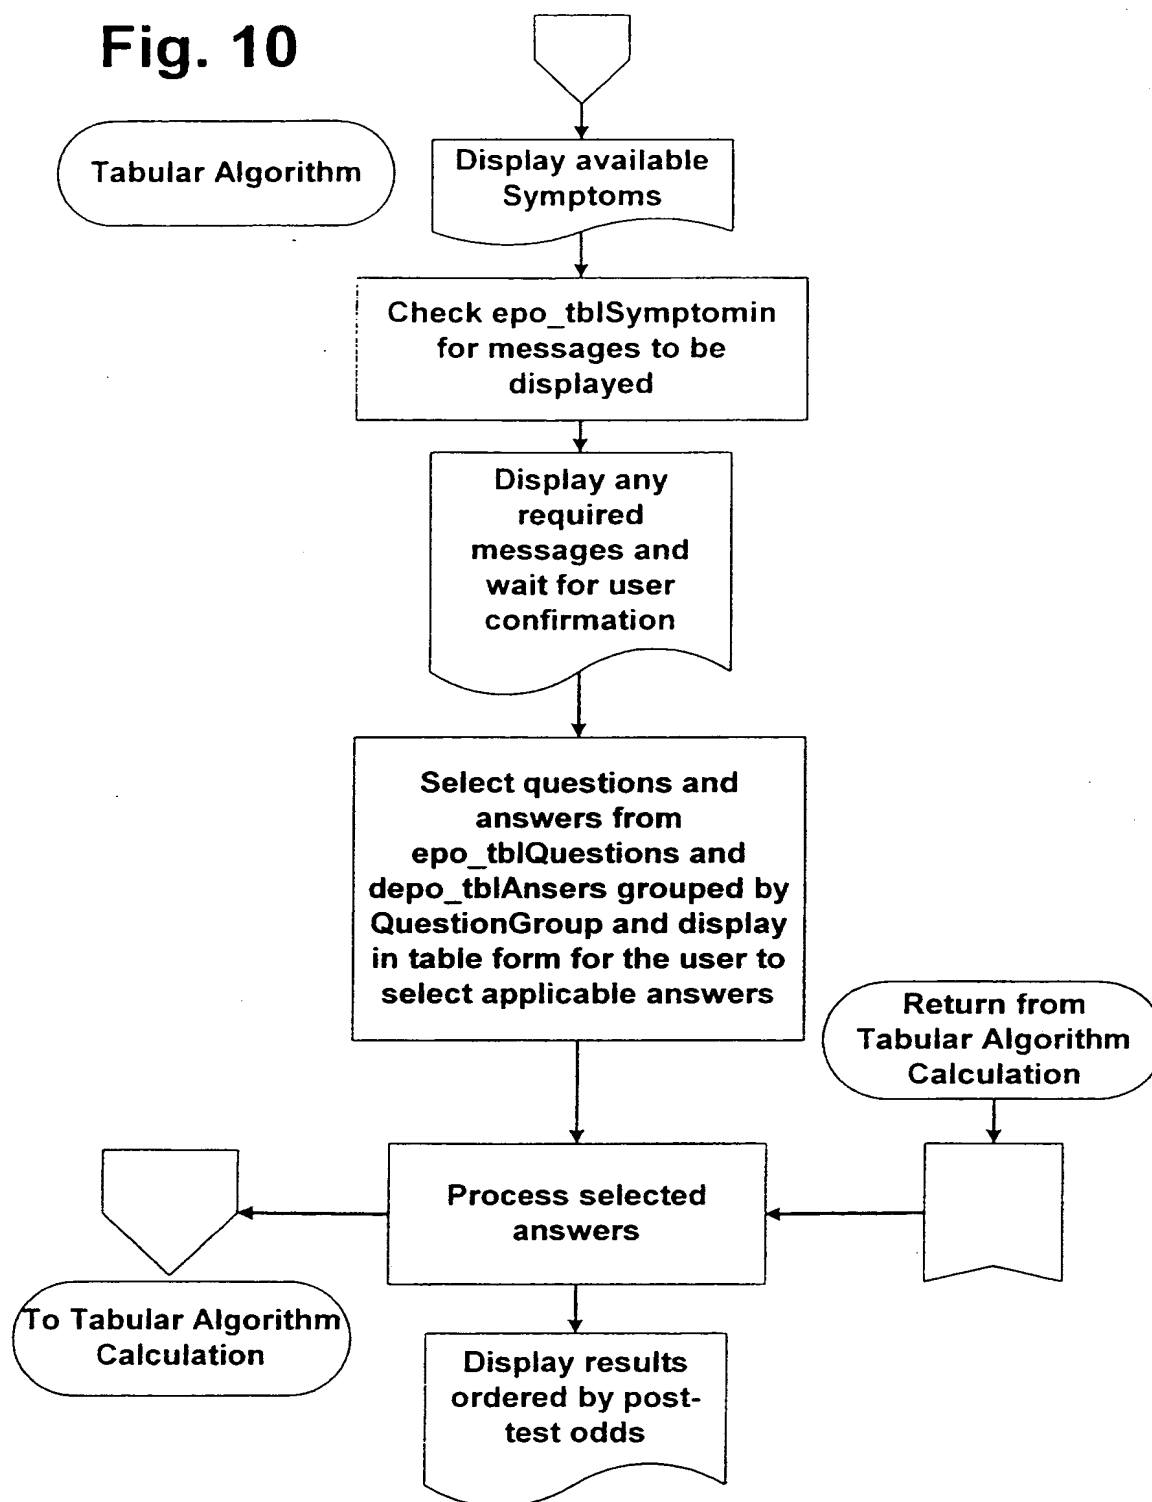 Fig. 10
Tabular Algorithm
Display available
Symptoms
Check epo_tblSymptomin
for messages to be
displayed
Display any
required
messages and
wait for user
confirmation
Select questions and
answers from
epo_tblQuestions and
depo_tblAnsers grouped by
QuestionGroup and display
in table form for the user to
select applicable answers
Return from
Tabular Algorithm
Calculation
Process selected
answers
To Tabular Algorithm
Calculation
Display results
ordered by post-
test odds